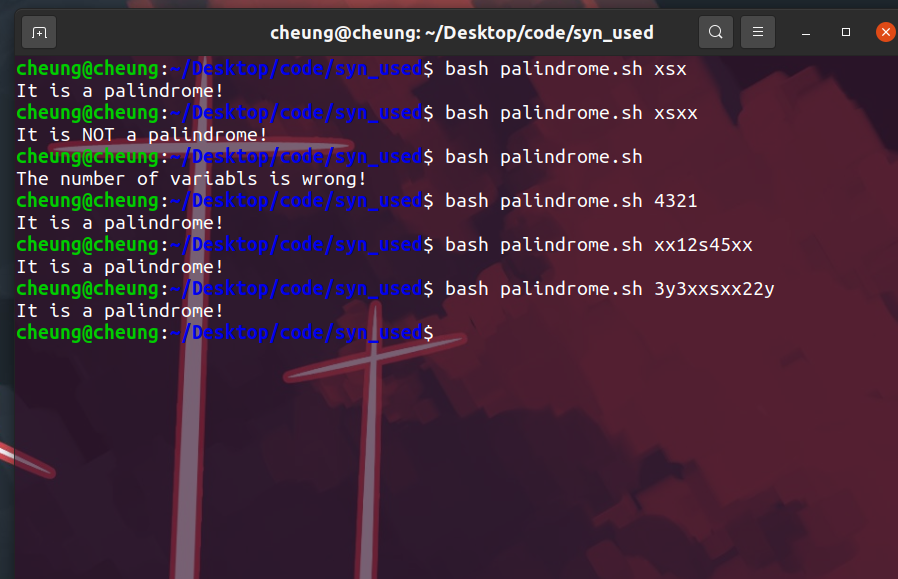 cheung@cheung: ~/Desktop/code/syn_used
cheung@cheung:~/Desktop/code/syn_used$ bash palindrome.sh xsx
It is a palindrome!
cheung@cheung:~/Desktop/code/syn_used$ bash palindrome.sh xsxx
It is NOT a palindrome!
cheung@cheung:~/Desktop/code/syn_used$ bash palindrome.sh
The number of variabls is wrong!
cheung@cheung:~/Desktop/code/syn_used$ bash palindrome.sh 4321
It is a palindrome!
cheung@cheung:~/Desktop/code/syn_used$ bash palindrome.sh xx12s45xx
It is a palindrome!
cheung@cheung:~/Desktop/code/syn_used$ bash palindrome.sh 3y3xxsxx22y
It is a palindrome!
cheung@cheung:~/Desktop/code/syn_used$